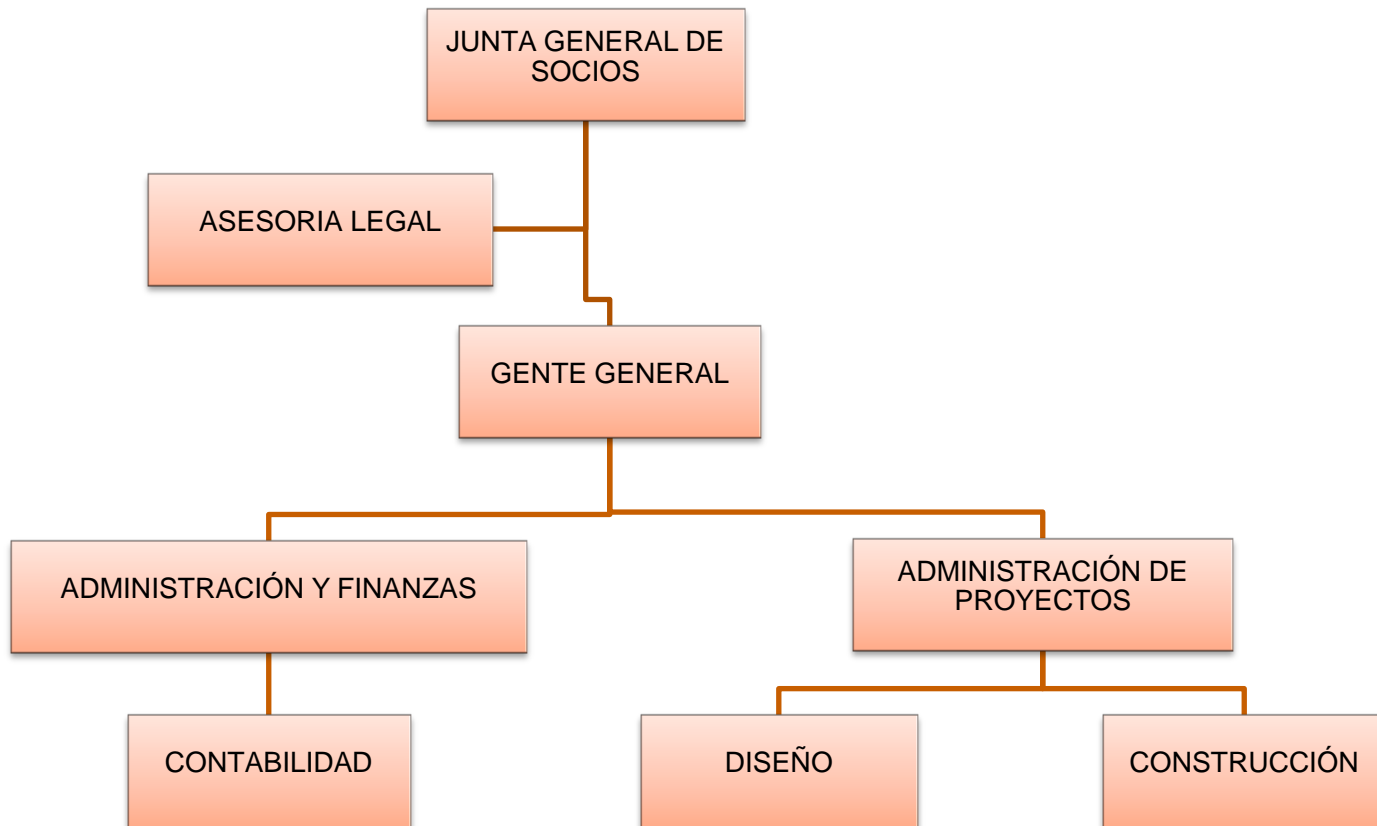 JUNTA GENERAL DE
SOCIOS
ASESORIA LEGAL
GENTE GENERAL
ADMINISTRACIÓN Y FINANZAS
ADMINISTRACIÓN DE
PROYECTOS
CONTABILIDAD
DISEÑO
CONSTRUCCIÓN